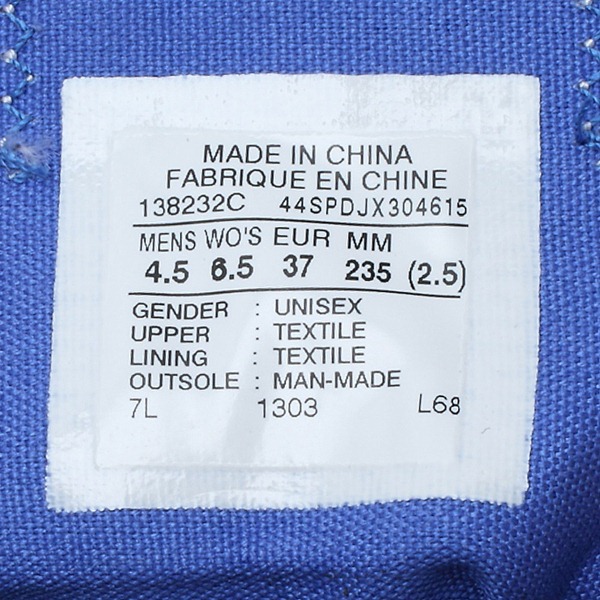 MADE IN CHINA
FABRIQUE EN CHINE
138232C 44SPDJX304615
MENS WO'S EUR MM
4.5 6.5 37 235 (2.5)
GENDER : UNISEX
UPPER : TEXTILE
LINING : TEXTILE
OUTSOLE : MAN-MADE
7L 1303 L68